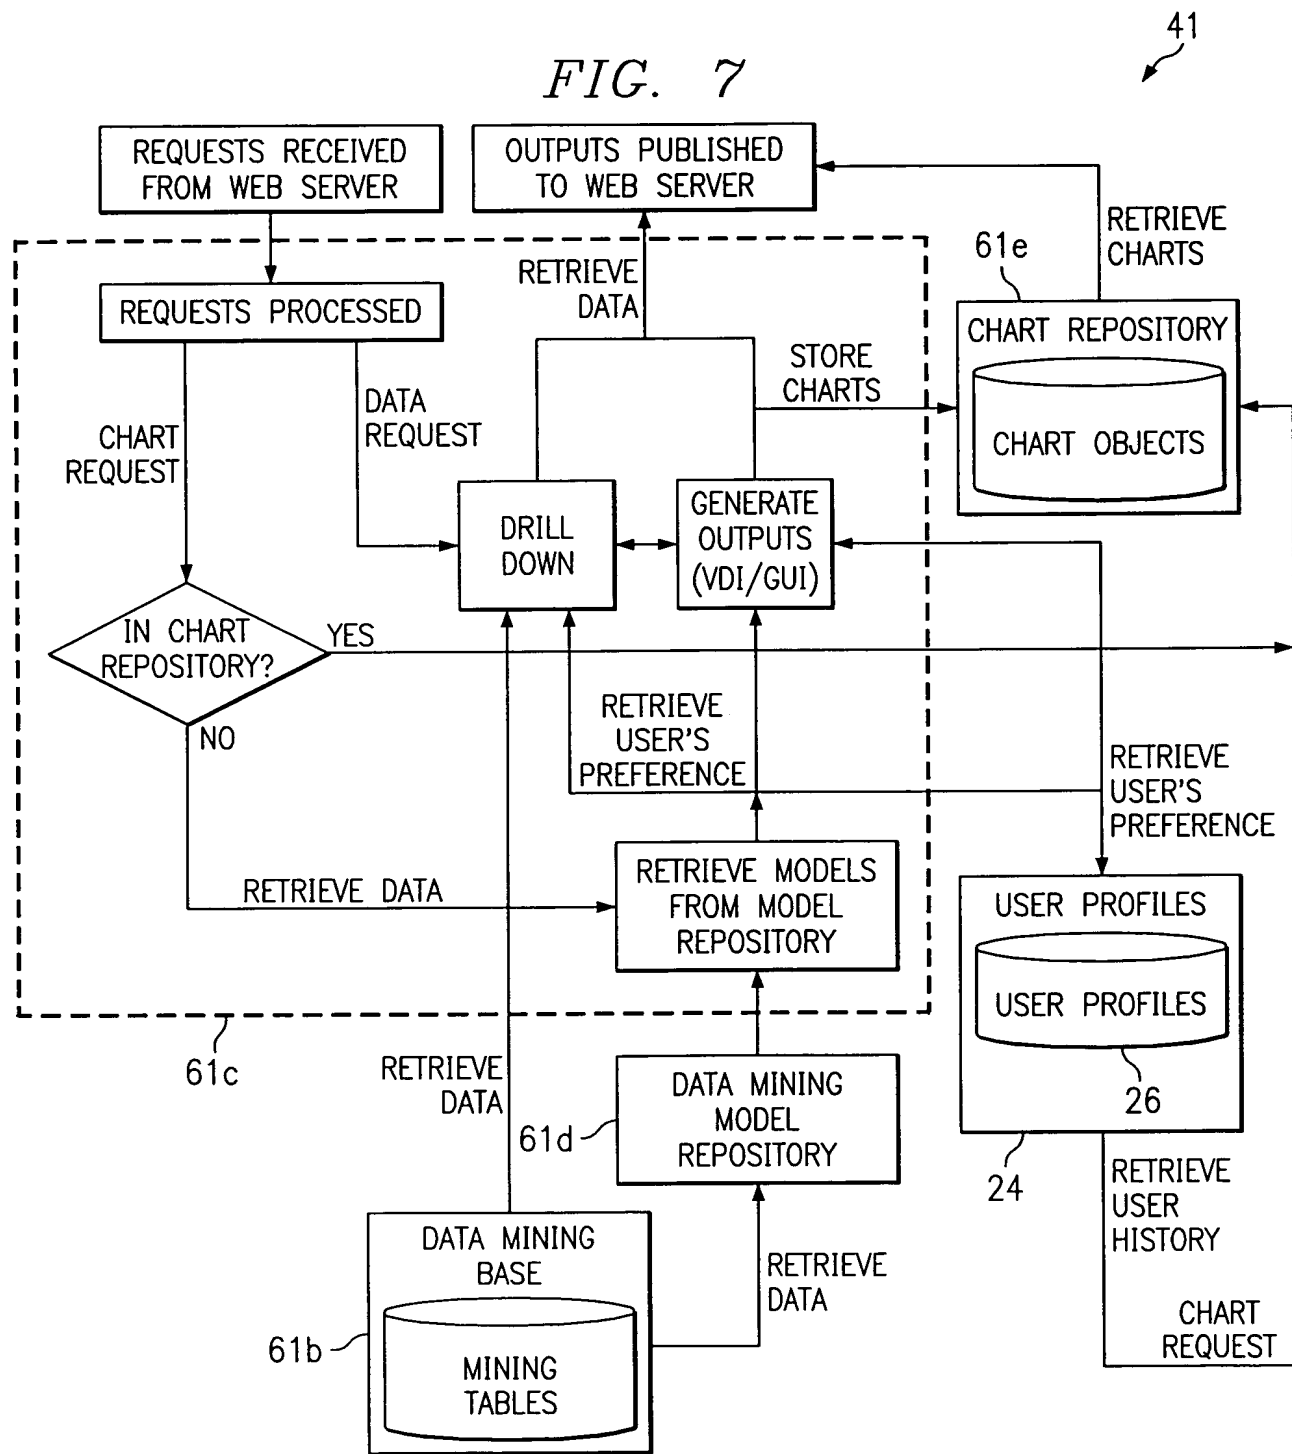 41
FIG. 7
REQUESTS RECEIVED
FROM WEB SERVER
OUTPUTS PUBLISHED
TO WEB SERVER
RETRIEVE
CHARTS
61e
RETRIEVE
DATA
REQUESTS PROCESSED
CHART REPOSITORY
CHART OBJECTS
STORE
CHARTS
DATA
REQUEST
CHART
REQUEST
DRILL
DOWN
GENERATE
OUTPUTS
(VDI/GUI)
IN CHART
REPOSITORY?
YES
NO
RETRIEVE
USER'S
PREFERENCE
RETRIEVE
USER'S
PREFERENCE
RETRIEVE DATA
RETRIEVE MODELS
FROM MODEL
REPOSITORY
USER PROFILES
USER PROFILES
26
24
61c
RETRIEVE
DATA
61d
DATA MINING
MODEL
REPOSITORY
RETRIEVE
USER
HISTORY
DATA MINING
BASE
61b
MINING
TABLES
RETRIEVE
DATA
CHART
REQUEST